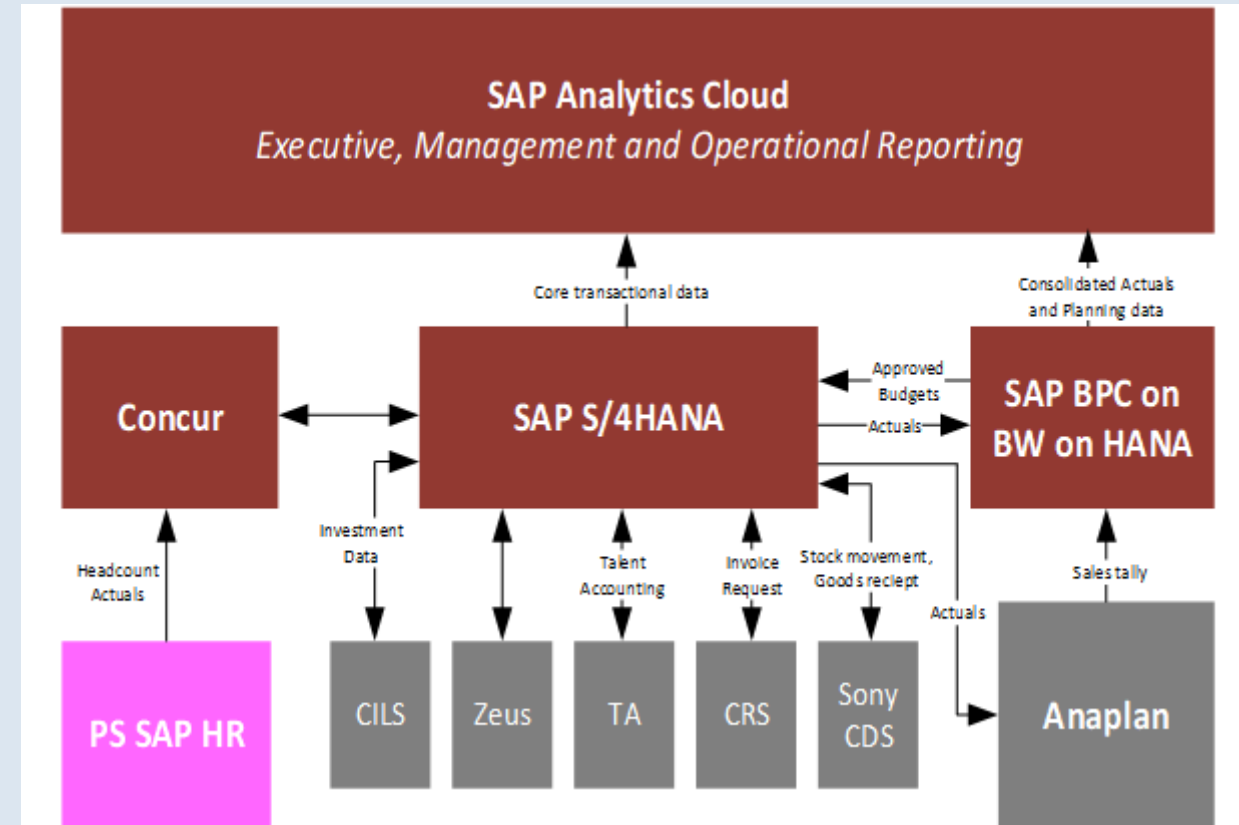 SAP Analytics Cloud
Executive, Management and Operational Reporting
Core transactional data
Consolidated Actuals
and Planning data
Concur
SAP S/4HANA
Approved
Budgets
Actuals
SAP BPC on
BW on HANA
Headcount
Actuals
Investment
Data
Talent
Accounting
Invoice
Request
Stock movement,
Goods reciept
Actuals
Sales tally
PS SAP HR
CILS
Zeus
TA
CRS
Sony
CDS
Anaplan